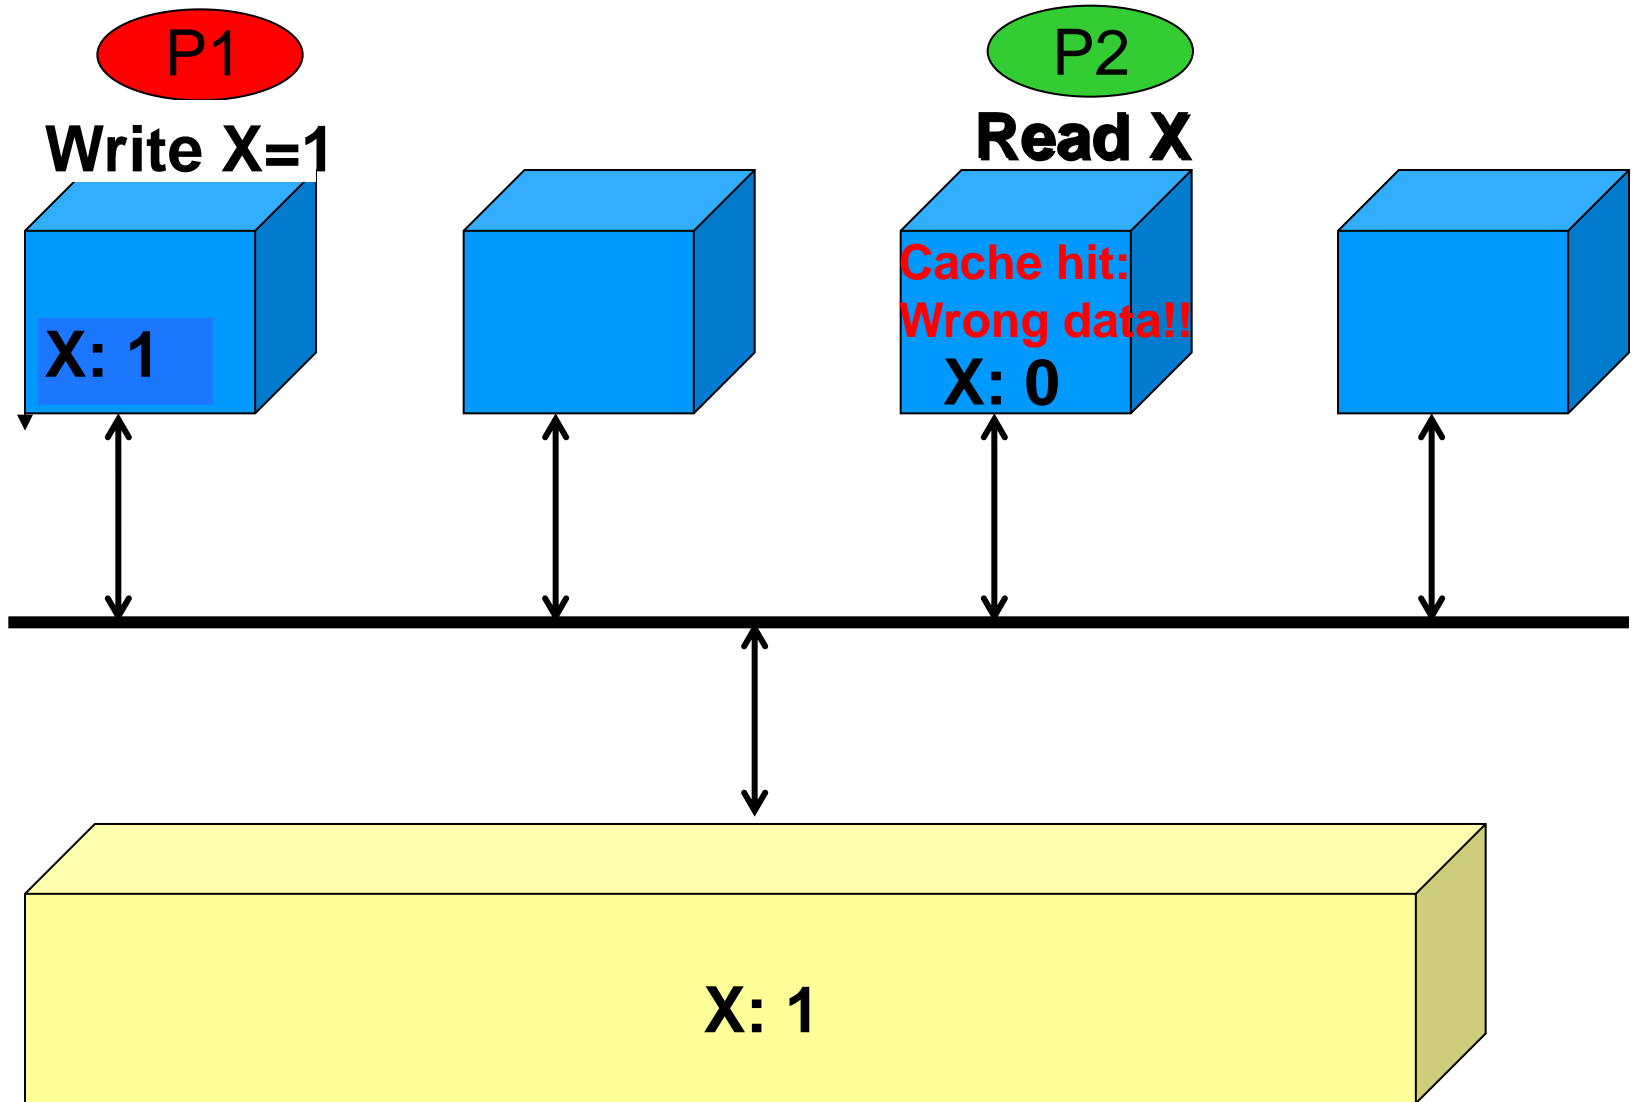 P1
P2
Write X=1
Read X
Cache hit:
Wrong data!!
X: 1
X: 0
X: 1